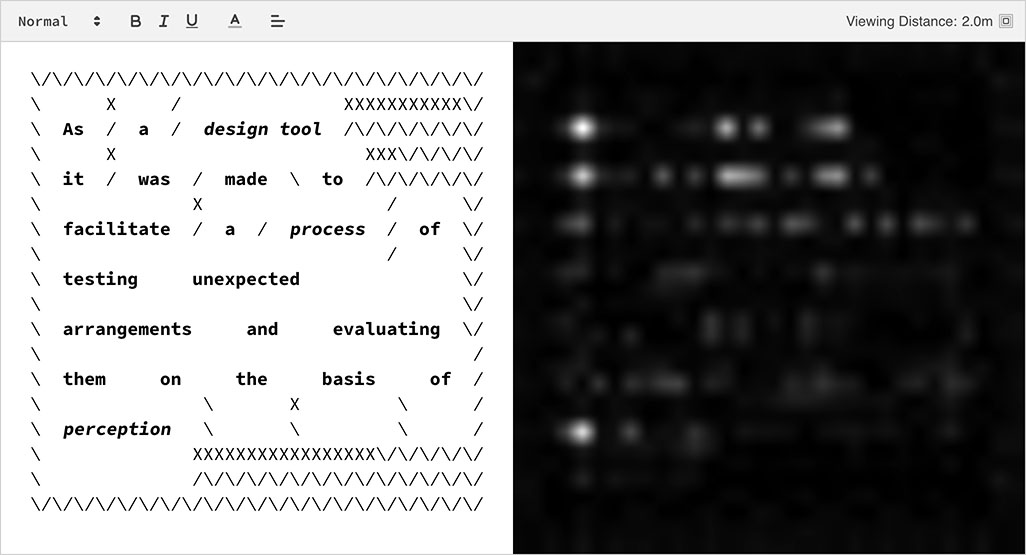 Normal B I U A Viewing Distance: 2.0m
\/\/\/\/\/\/\/\/\/\/\/\/\/\/\/\/\/\/\/\/\/
\      X     /               XXXXXXXXXXX\/
\  As  /  a  /  design tool  /\/\/\/\/\/\/
\      X                       XXX\/\/\/\/
\  it  /  was  /  made  \  to  /\/\/\/\/\/
\              X                 /      \/
\  facilitate  /  a  /  process  /  of  \/
\                                /      \/
\  testing     unexpected               \/
\                                       \/
\  arrangements     and     evaluating  \/
\                                        /
\  them     on     the     basis     of  /
\               \       X         \      /
\  perception   \       \         \      /
\              XXXXXXXXXXXXXXXXX\/\/\/\/\/
\              /\/\/\/\/\/\/\/\/\/\/\/\/\/
\/\/\/\/\/\/\/\/\/\/\/\/\/\/\/\/\/\/\/\/\/